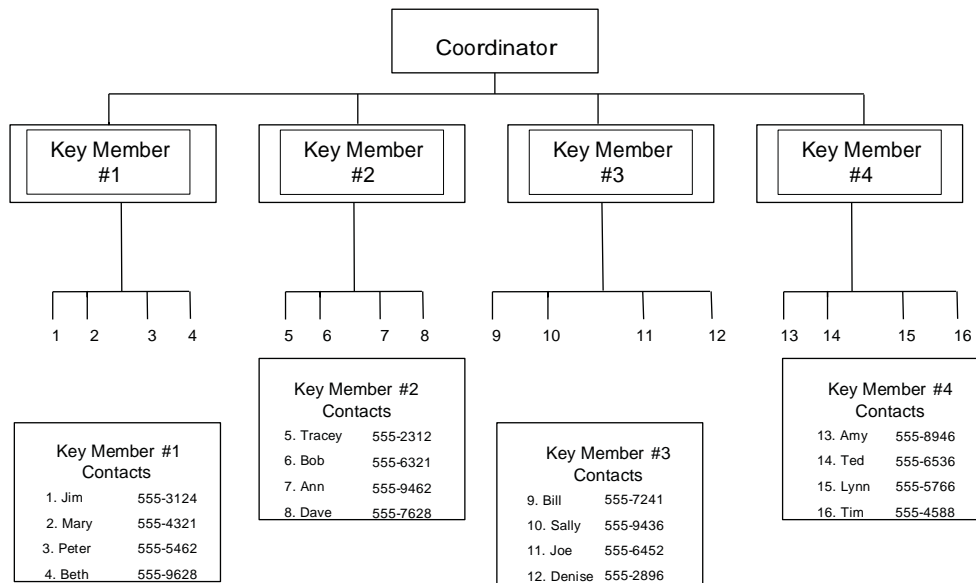 Coordinator
Key Member
#1
Key Member
#2
Key Member
#3
Key Member
#4
1 2 3 4 5 6 7 8 9 10 11 12 13 14 15 16
Key Member #1
Contacts
1. Jim 555-3124
2. Mary 555-4321
3. Peter 555-5462
4. Beth 555-9628
Key Member #2
Contacts
5. Tracey 555-2312
6. Bob 555-6321
7. Ann 555-9462
8. Dave 555-7628
Key Member #3
Contacts
9. Bill 555-7241
10. Sally 555-9436
11. Joe 555-6452
12. Denise 555-2896
Key Member #4
Contacts
13. Amy 555-8946
14. Ted 555-6536
15. Lynn 555-5766
16. Tim 555-4588